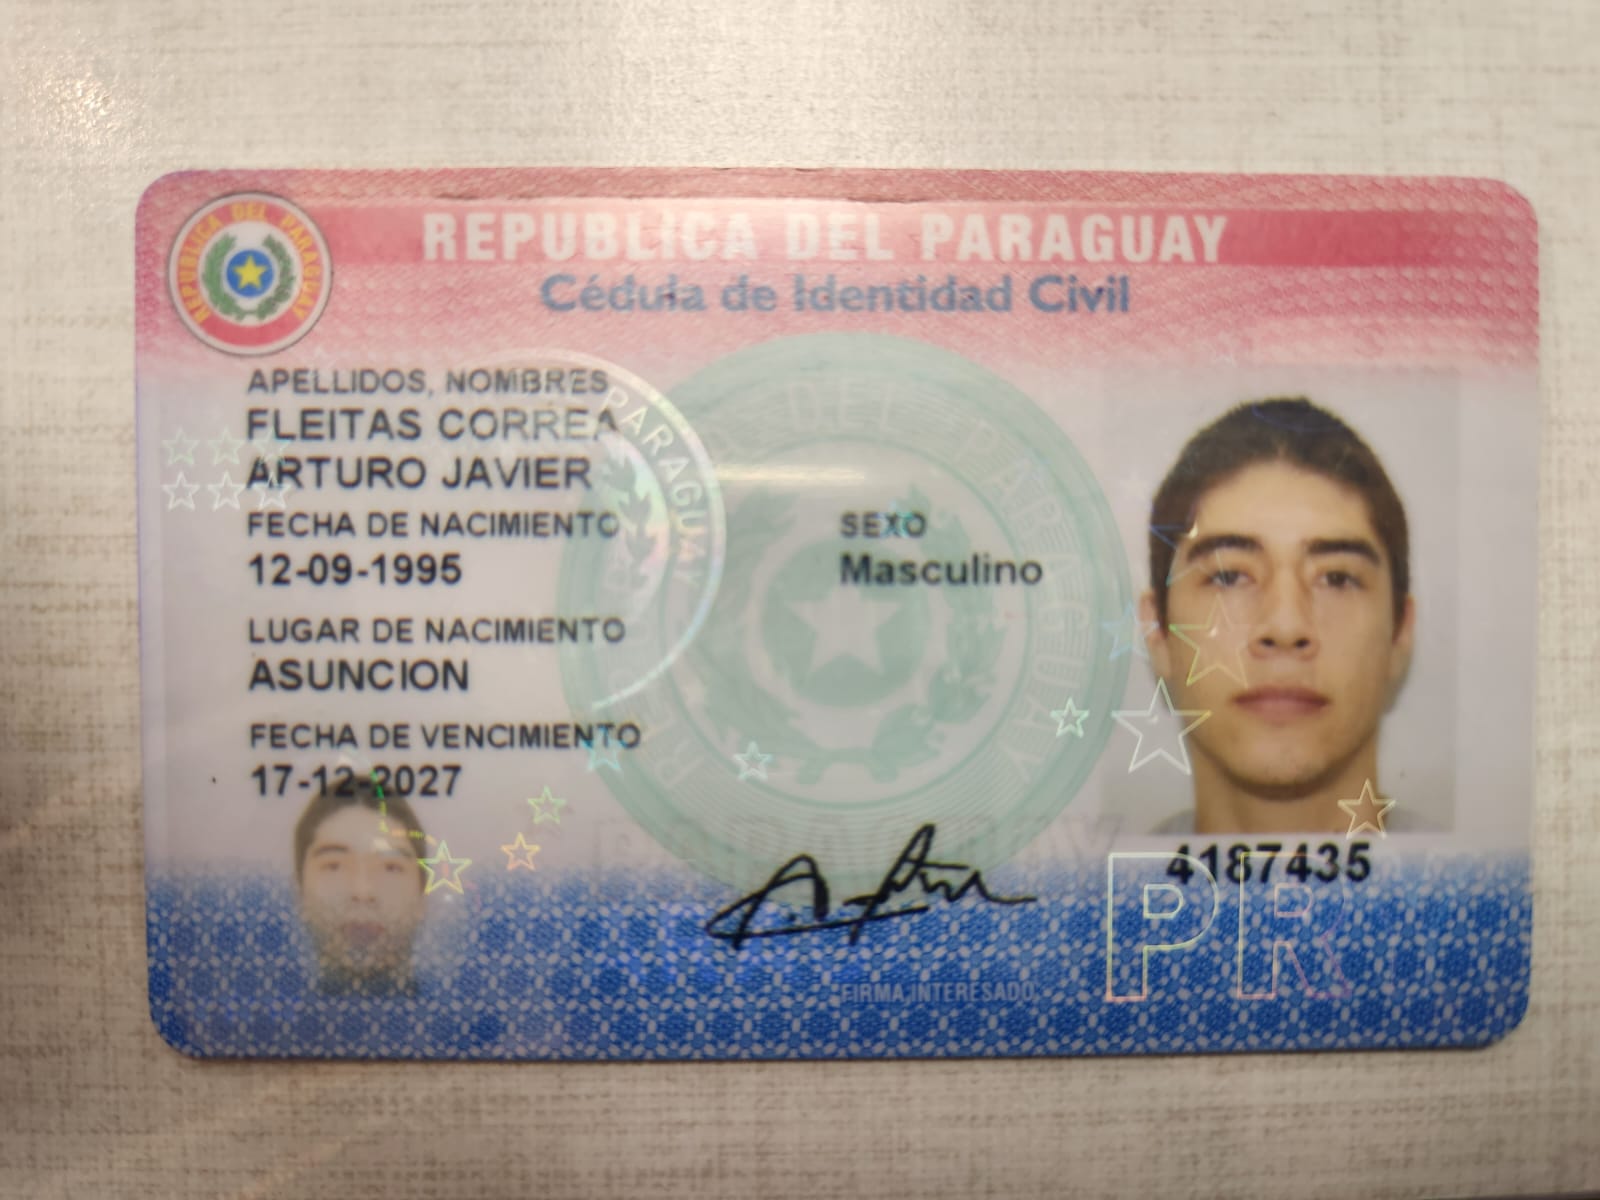 REPUBLICA DEL PARAGUAY
REPUBLICA DEL PARAGUAY
Cédula de Identidad Civil
APELLIDOS, NOMBRES
FLEITAS CORREA
ARTURO JAVIER
FECHA DE NACIMIENTO
12-09-1995
SEXO
Masculino
LUGAR DE NACIMIENTO
ASUNCION
FECHA DE VENCIMIENTO
17-12-2027
4187435
FIRMA INTERESADO
PR